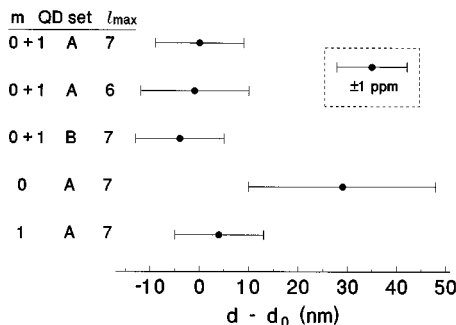 m QD set lmax
0 + 1 A 7
0 + 1 A 6
±1 ppm
0 + 1 B 7
0 A 7
1 A 7
-10 0 10 20 30 40 50
d - d0 (nm)